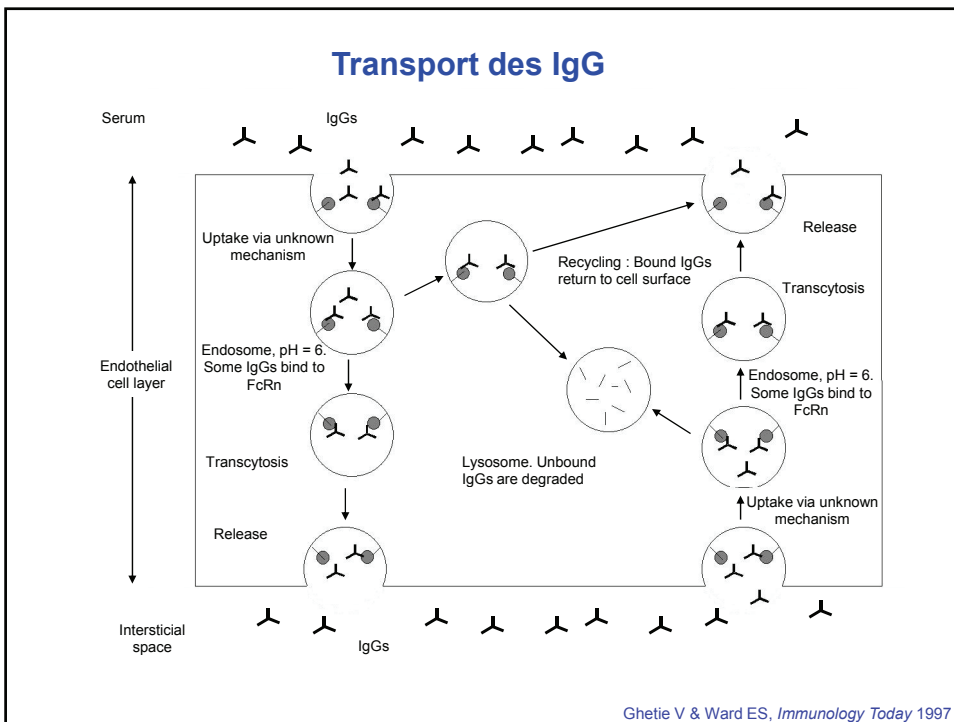 Transport des IgG
Serum
IgGs
Uptake via unknown
mechanism
Recycling : Bound IgGs
return to cell surface
Release
Transcytosis
Endothelial
cell layer
Endosome, pH = 6.
Some IgGs bind to
FcRn
Endosome, pH = 6.
Some IgGs bind to
FcRn
Transcytosis
Lysosome. Unbound
IgGs are degraded
Uptake via unknown
mechanism
Release
Intersticial
space
IgGs
Ghetie V & Ward ES, Immunology Today 1997